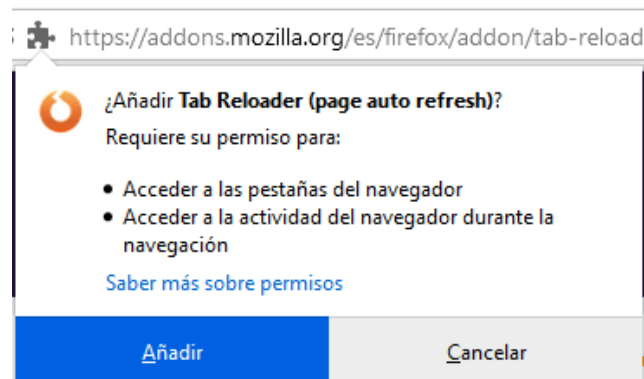 https://addons.mozilla.org/es/firefox/addon/tab-reload
¿Añadir Tab Reloader (page auto refresh)?
Requiere su permiso para:
• Acceder a las pestañas del navegador
• Acceder a la actividad del navegador durante la
navegación
Saber más sobre permisos
Añadir
Cancelar